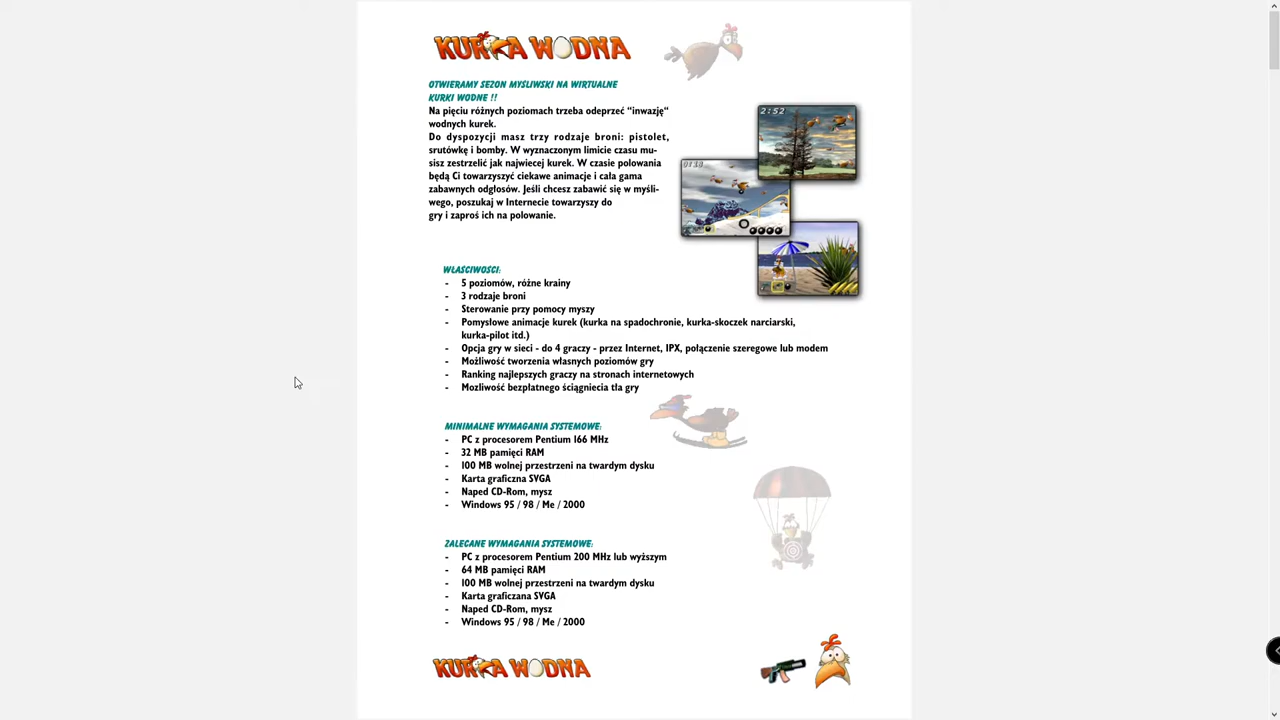 KURKA WODNA
OTWIERAMY SEZON MYŚLIWSKI NA WIRTUALNE
KURKI WODNE !!
Na pięciu różnych poziomach trzeba odeprzeć "inwazję"
wodnych kurek.
Do dyspozycji masz trzy rodzaje broni: pistolet,
srutówkę i bomby. W wyznaczonym limicie czasu mu-
sisz zestrzelić jak najwiecej kurek. W czasie polowania
będą Ci towarzyszyć ciekawe animacje i cała gama
zabawnych odgłosów. Jeśli chcesz zabawić się w myśli-
wego, poszukaj w Internecie towarzyszy do
gry i zaproś ich na polowanie.
2:52
0:38
WŁAŚCIWOŚCI:
- 5 poziomów, różne krainy
- 3 rodzaje broni
- Sterowanie przy pomocy myszy
- Pomysłowe animacje kurek (kurka na spadochronie, kurka-skoczek narciarski,
kurka-pilot itd.)
- Opcja gry w sieci - do 4 graczy - przez Internet, IPX, połączenie szeregowe lub modem
- Możliwość tworzenia własnych poziomów gry
- Ranking najlepszych graczy na stronach internetowych
- Mozliwość bezpłatnego ściągniecia tła gry
MINIMALNE WYMAGANIA SYSTEMOWE:
- PC z procesorem Pentium 166 MHz
- 32 MB pamięci RAM
- 100 MB wolnej przestrzeni na twardym dysku
- Karta graficzna SVGA
- Naped CD-Rom, mysz
- Windows 95 / 98 / Me / 2000
ZALECANE WYMAGANIA SYSTEMOWE:
- PC z procesorem Pentium 200 MHz lub wyższym
- 64 MB pamięci RAM
- 100 MB wolnej przestrzeni na twardym dysku
- Karta graficzana SVGA
- Naped CD-Rom, mysz
- Windows 95 / 98 / Me / 2000
KURKA WODNA